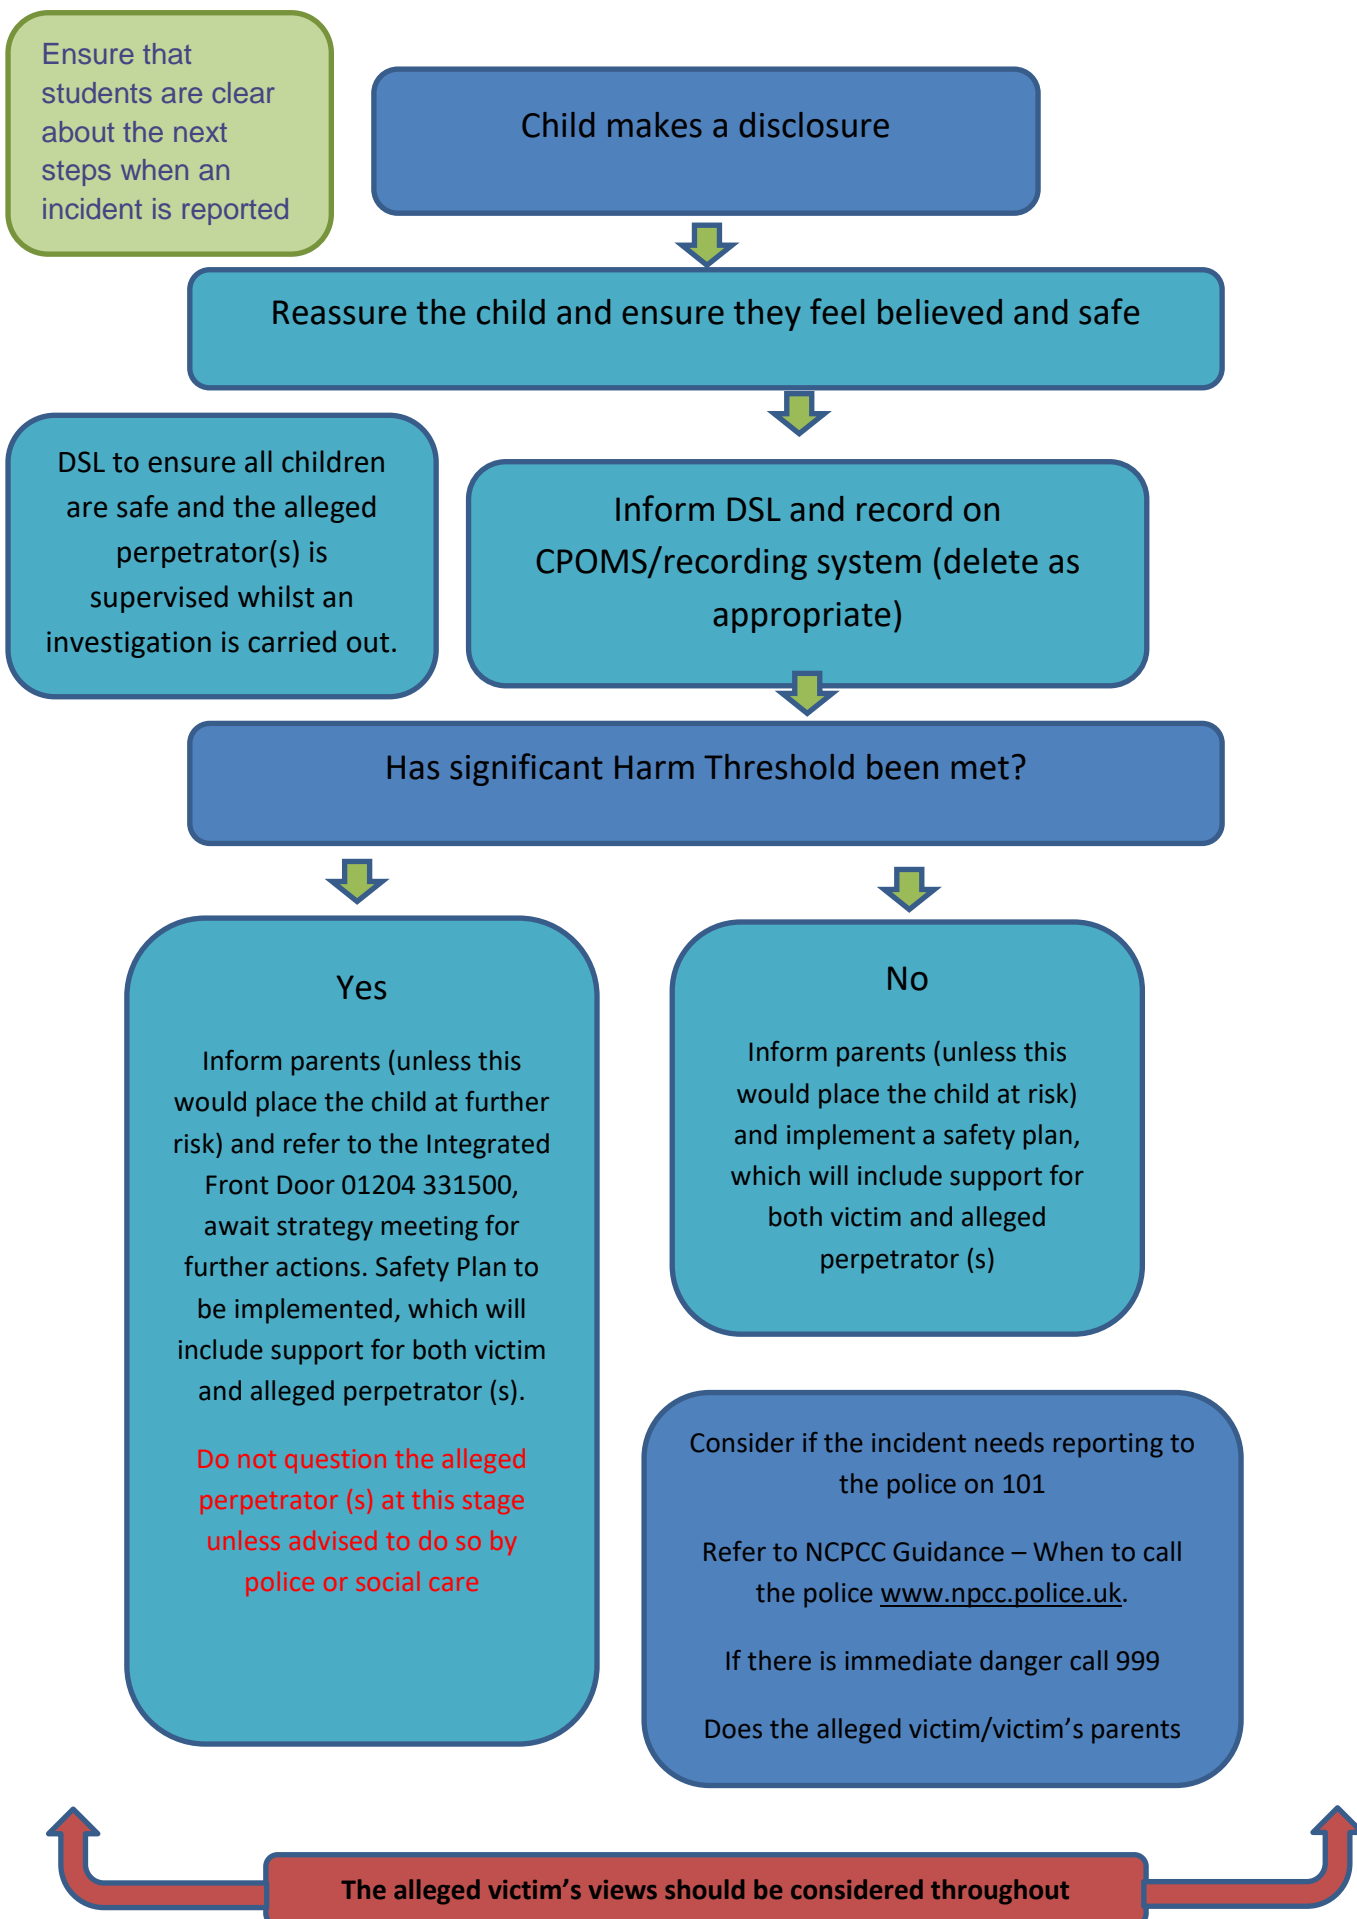 Ensure that
students are clear
about the next
steps when an
incident is reported
Child makes a disclosure
Reassure the child and ensure they feel believed and safe
DSL to ensure all children
are safe and the alleged
perpetrator(s) is
supervised whilst an
investigation is carried out.
Inform DSL and record on
CPOMS/recording system (delete as
appropriate)
Has significant Harm Threshold been met?
Yes
Inform parents (unless this
would place the child at further
risk) and refer to the Integrated
Front Door 01204 331500,
await strategy meeting for
further actions. Safety Plan to
be implemented, which will
include support for both victim
and alleged perpetrator (s).
Do not question the alleged
perpetrator (s) at this stage
unless advised to do so by
police or social care
No
Inform parents (unless this
would place the child at risk)
and implement a safety plan,
which will include support for
both victim and alleged
perpetrator (s)
Consider if the incident needs reporting to
the police on 101
Refer to NCPCC Guidance – When to call
the police www.npcc.police.uk.
If there is immediate danger call 999
Does the alleged victim/victim’s parents
The alleged victim’s views should be considered throughout